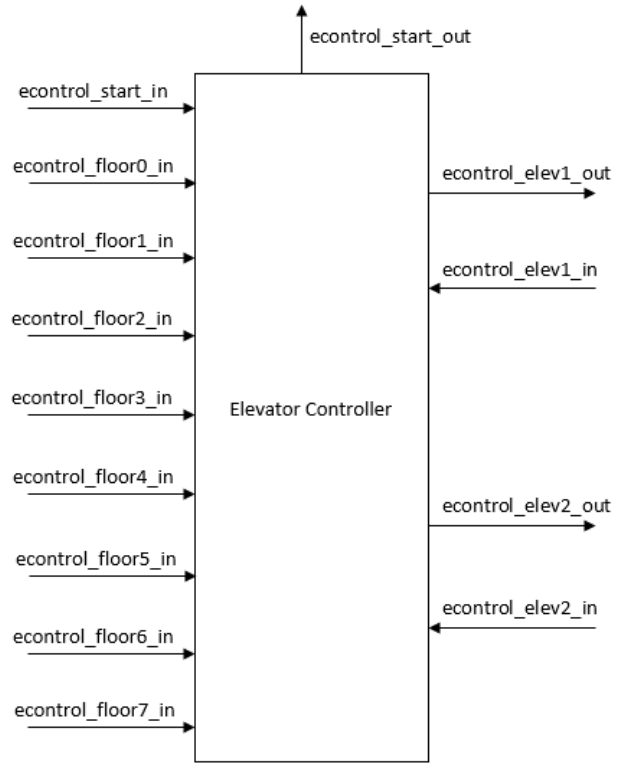 econtrol_start_out
econtrol_start_in
econtrol_floor0_in
econtrol_elev1_out
econtrol_floor1_in
econtrol_elev1_in
econtrol_floor2_in
econtrol_floor3_in
Elevator Controller
econtrol_floor4_in
econtrol_elev2_out
econtrol_floor5_in
econtrol_elev2_in
econtrol_floor6_in
econtrol_floor7_in